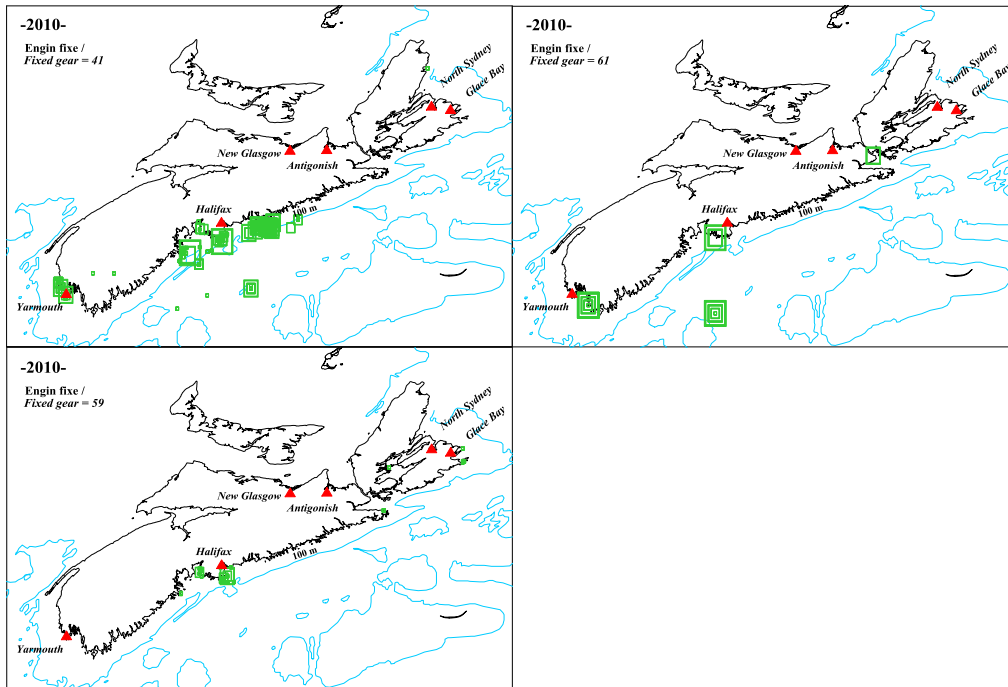 -2010-
Engin fixe /
Fixed gear = 41
North Sydney
Glace Bay
New Glasgow
Antigonish
Halifax
100 m
Yarmouth
-2010-
Engin fixe /
Fixed gear = 61
North Sydney
Glace Bay
New Glasgow
Antigonish
Halifax
100 m
Yarmouth
-2010-
Engin fixe /
Fixed gear = 59
North Sydney
Glace Bay
New Glasgow
Antigonish
Halifax
100 m
Yarmouth